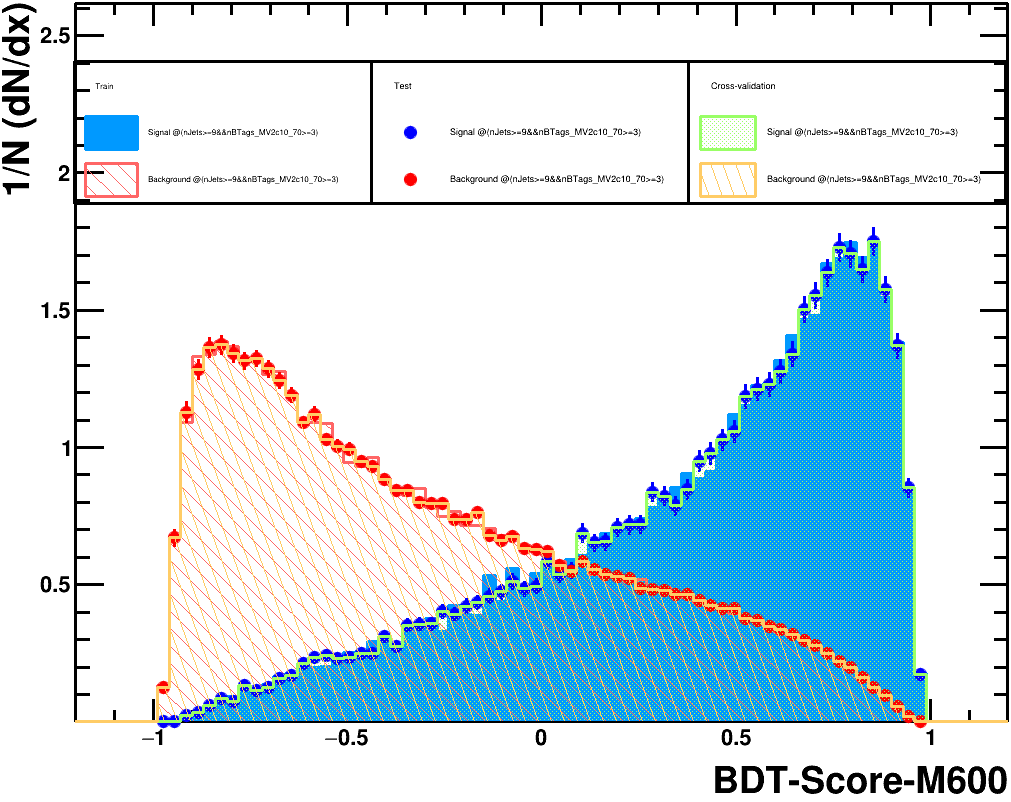 1/N (dN/dx)
2.5
2
1.5
1
0.5
Train
Signal @(nJets>=9&&nBTags_MV2c10_70>=3)
Background @(nJets>=9&&nBTags_MV2c10_70>=3)
Test
Signal @(nJets>=9&&nBTags_MV2c10_70>=3)
Background @(nJets>=9&&nBTags_MV2c10_70>=3)
Cross-validation
Signal @(nJets>=9&&nBTags_MV2c10_70>=3)
Background @(nJets>=9&&nBTags_MV2c10_70>=3)
−1 −0.5 0 0.5 1
BDT-Score-M600